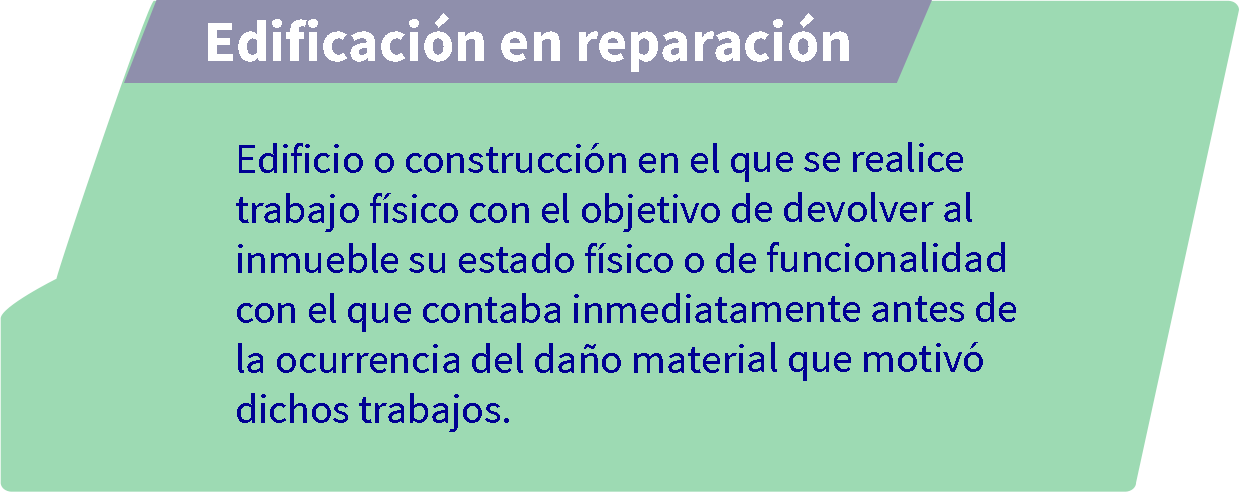 Edificación en reparación
Edificio o construcción en el que se realice
trabajo físico con el objetivo de devolver al
inmueble su estado físico o de funcionalidad
con el que contaba inmediatamente antes de
la ocurrencia del daño material que motivó
dichos trabajos.